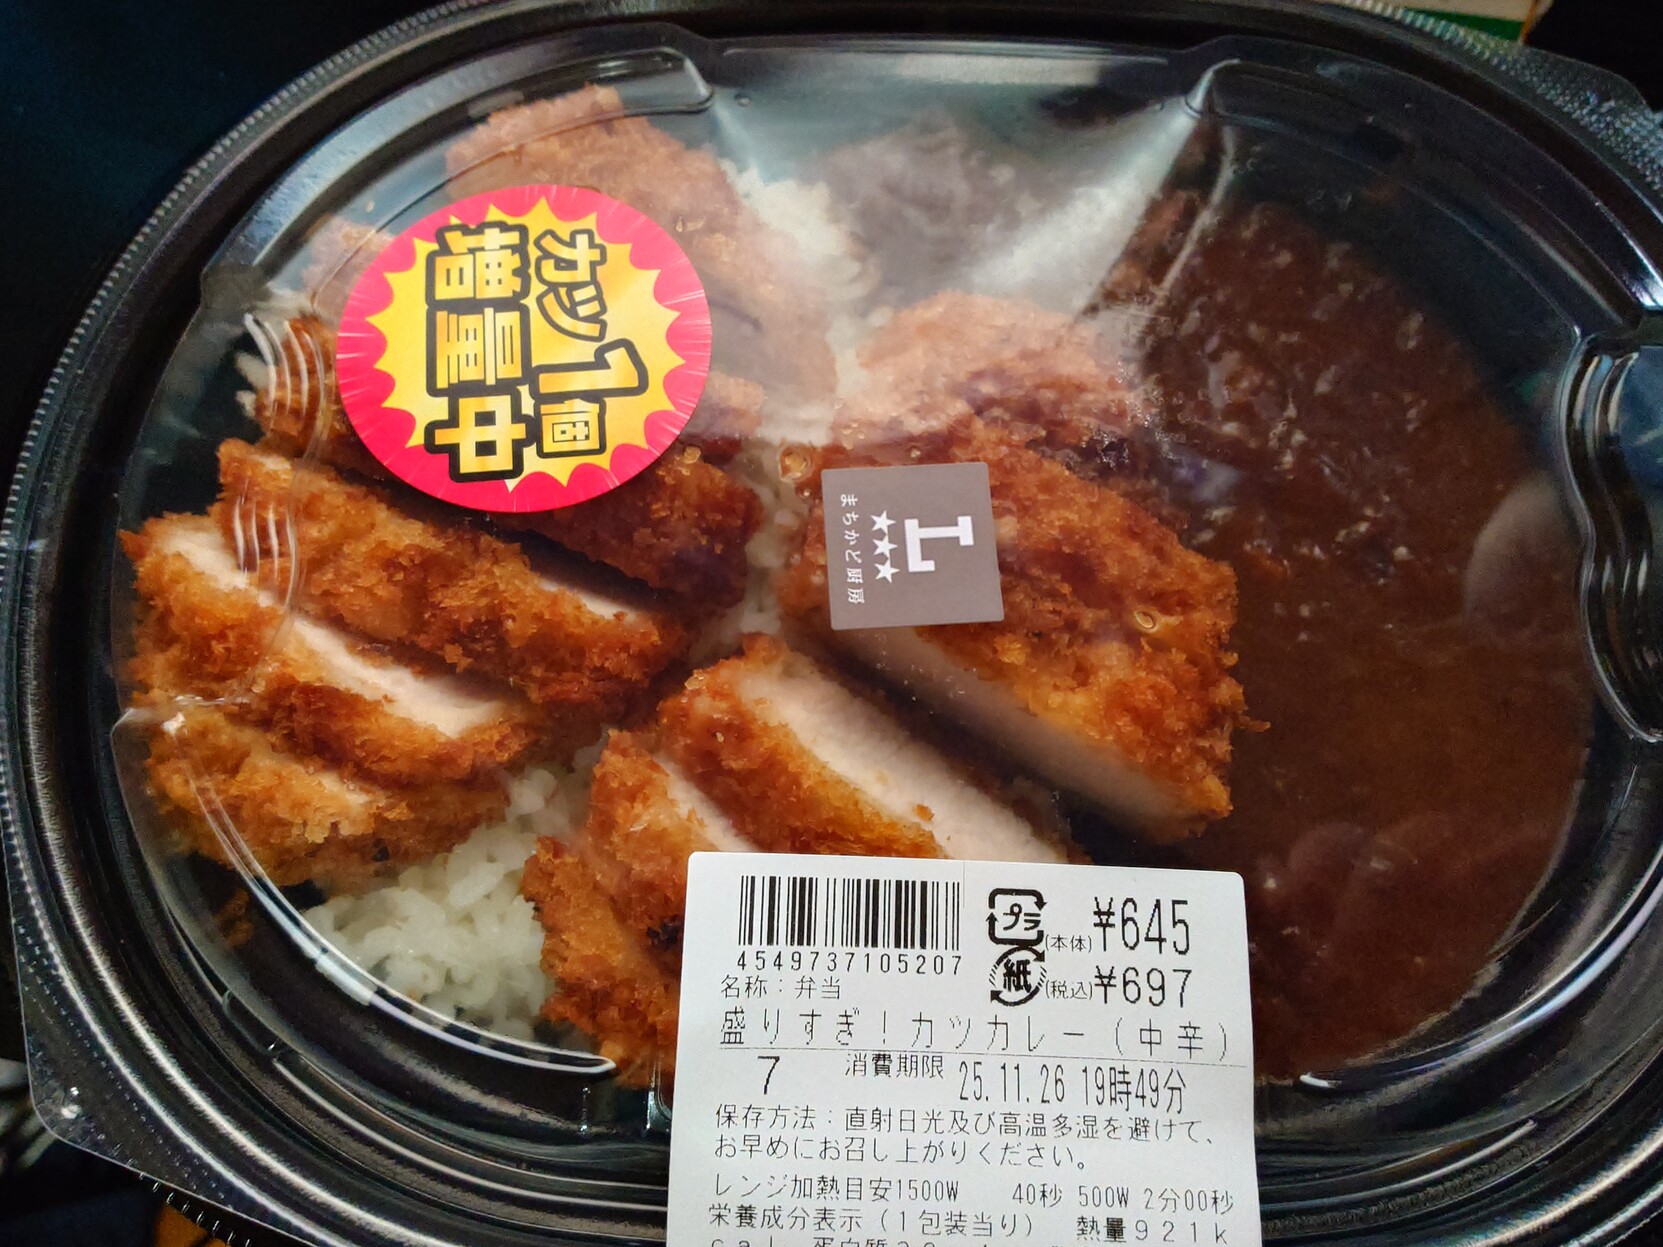 カツ1個
増量中
L
★★★
まちかど厨房
4549737105207
プラ
紙
(本体)¥645
(税込)¥697
名称：弁当
盛りすぎ！カツカレー（中辛）
7 消費期限 25.11.26 19時49分
保存方法：直射日光及び高温多湿を避けて、
お早めにお召し上がりください。
レンジ加熱目安1500W 40秒 500W 2分00秒
栄養成分表示（1包装当り） 熱量921k
cal